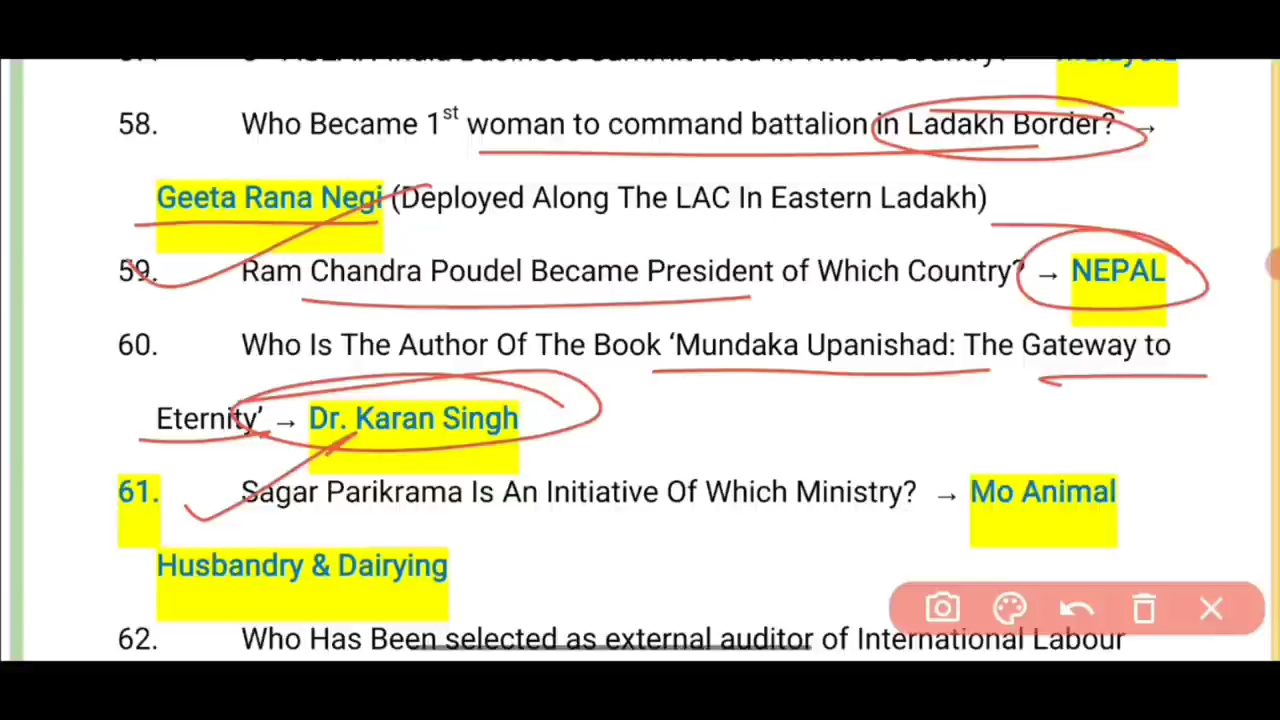 58. Who Became 1st woman to command battalion in Ladakh Border? →
Geeta Rana Negi (Deployed Along The LAC In Eastern Ladakh)
59. Ram Chandra Poudel Became President of Which Country? → NEPAL
60. Who Is The Author Of The Book ‘Mundaka Upanishad: The Gateway to
Eternity’ → Dr. Karan Singh
61. Sagar Parikrama Is An Initiative Of Which Ministry? → Mo Animal
Husbandry & Dairying
62. Who Has Been selected as external auditor of International Labour